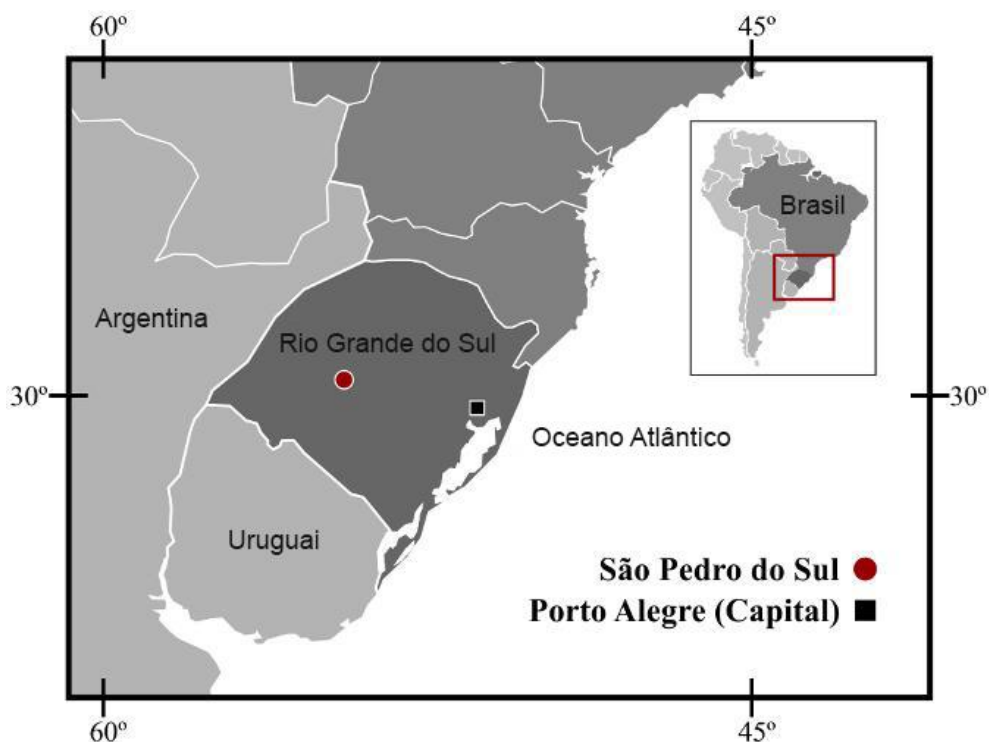 60º
45º
Brasil
Argentina
Rio Grande do Sul
30º
30º
Oceano Atlântico
Uruguai
São Pedro do Sul
Porto Alegre (Capital)
60º
45º